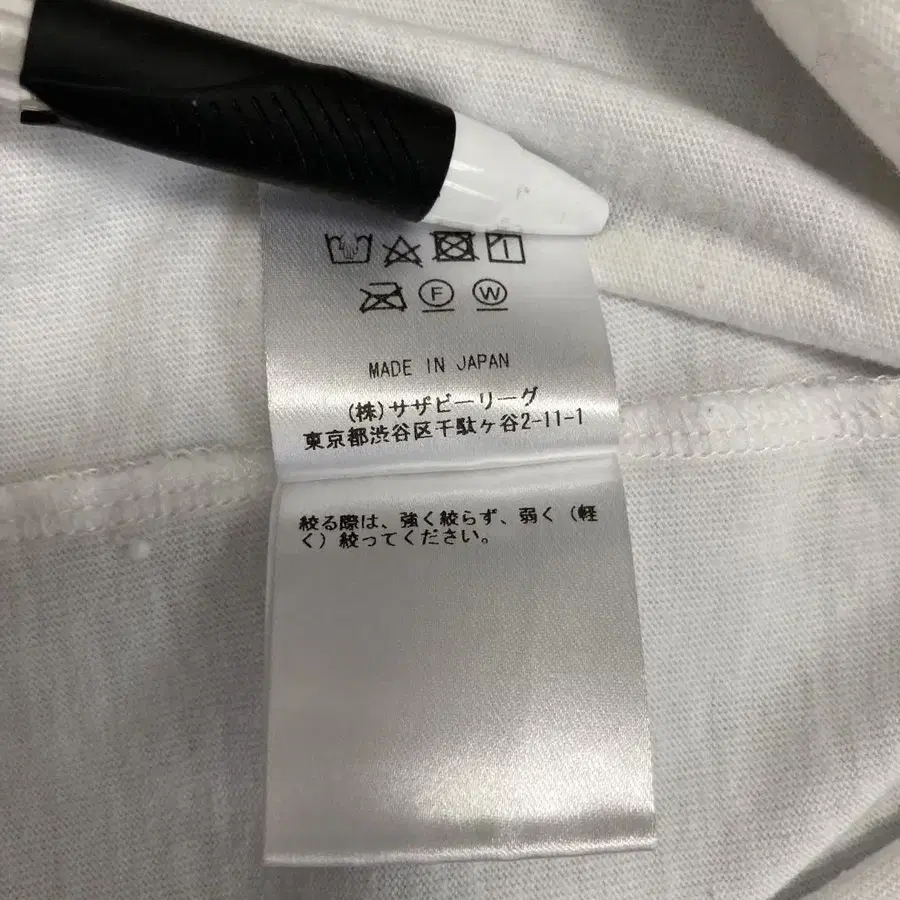 F W
MADE IN JAPAN
(株)サザビーリーグ
東京都渋谷区千駄ヶ谷2-11-1
絞る際は、強く絞らず、弱く(軽
く)絞ってください。